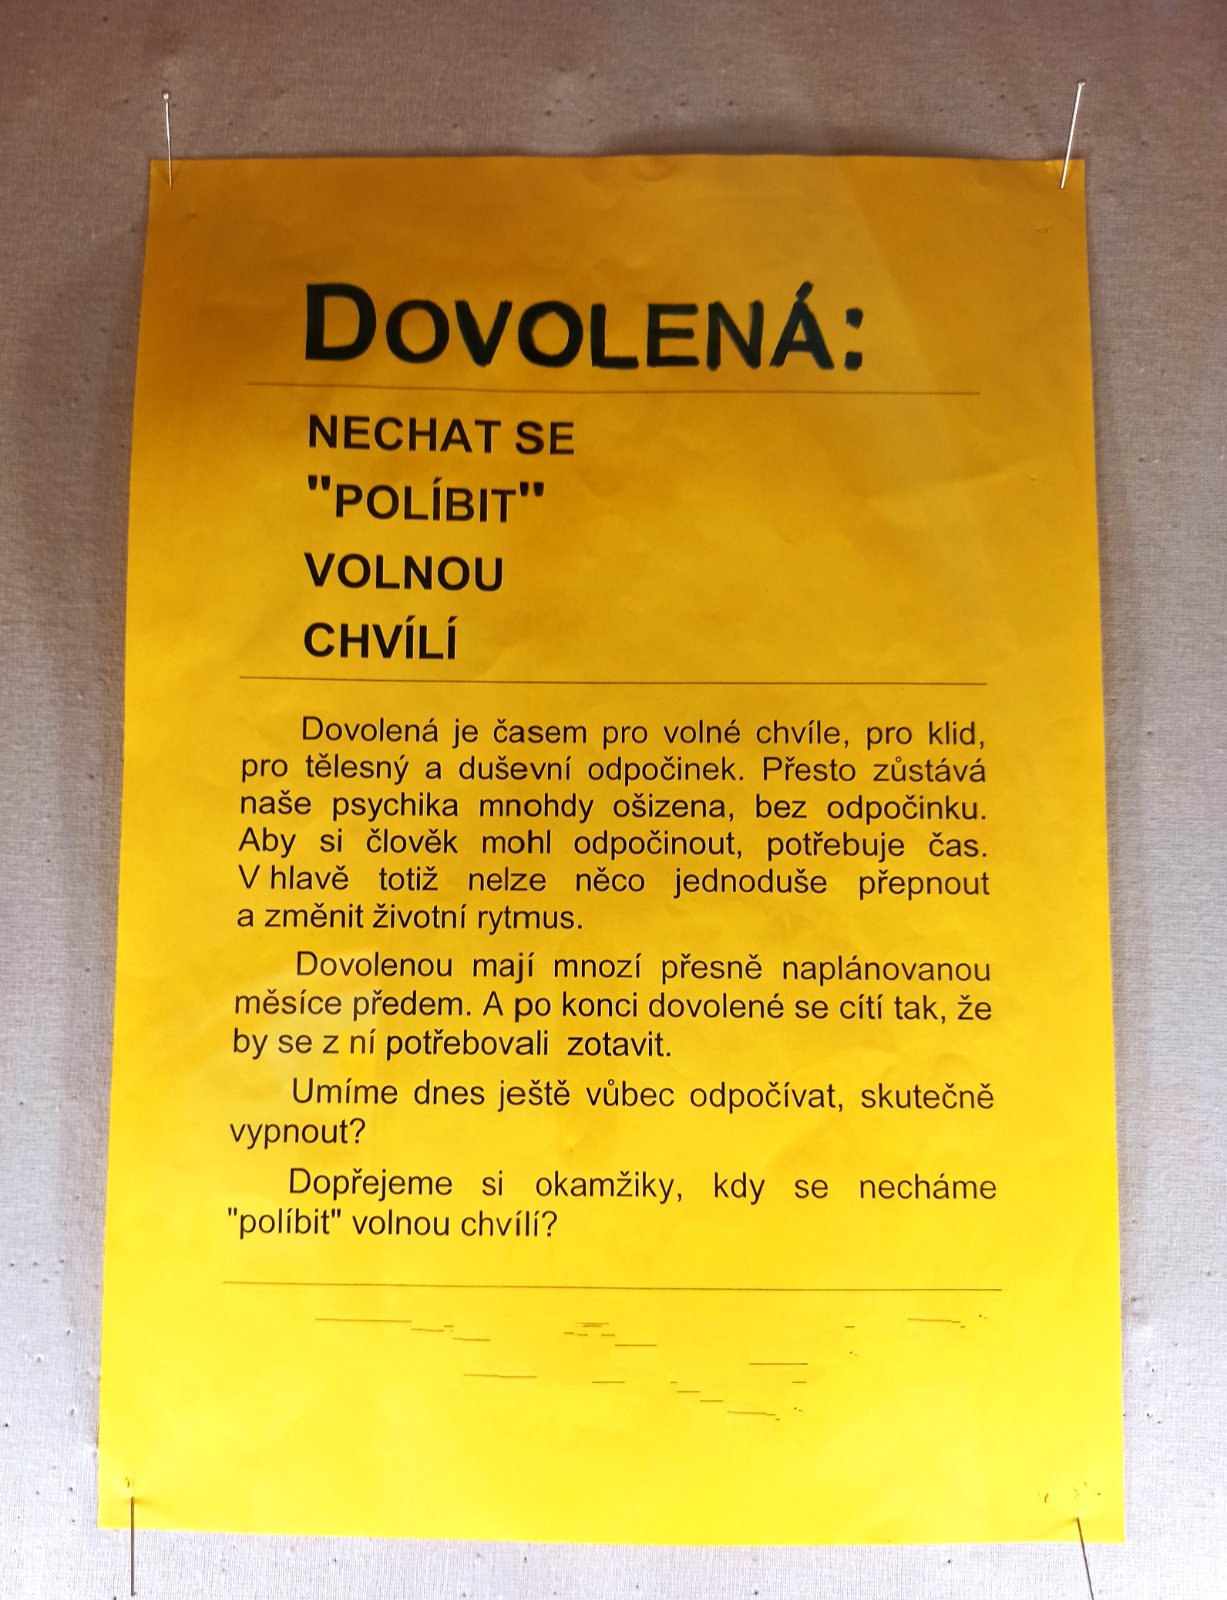 DOVOLENÁ:
NECHAT SE
"POLÍBIT"
VOLNOU
CHVÍLÍ
Dovolená je časem pro volné chvíle, pro klid,
pro tělesný a duševní odpočinek. Přesto zůstává
naše psychika mnohdy ošizena, bez odpočinku.
Aby si člověk mohl odpočinout, potřebuje čas.
V hlavě totiž nelze něco jednoduše přepnout
a změnit životní rytmus.
Dovolenou mají mnozí přesně naplánovanou
měsíce předem. A po konci dovolené se cítí tak, že
by se z ní potřebovali zotavit.
Umíme dnes ještě vůbec odpočívat, skutečně
vypnout?
Dopřejeme si okamžiky, kdy se necháme
"políbit" volnou chvílí?